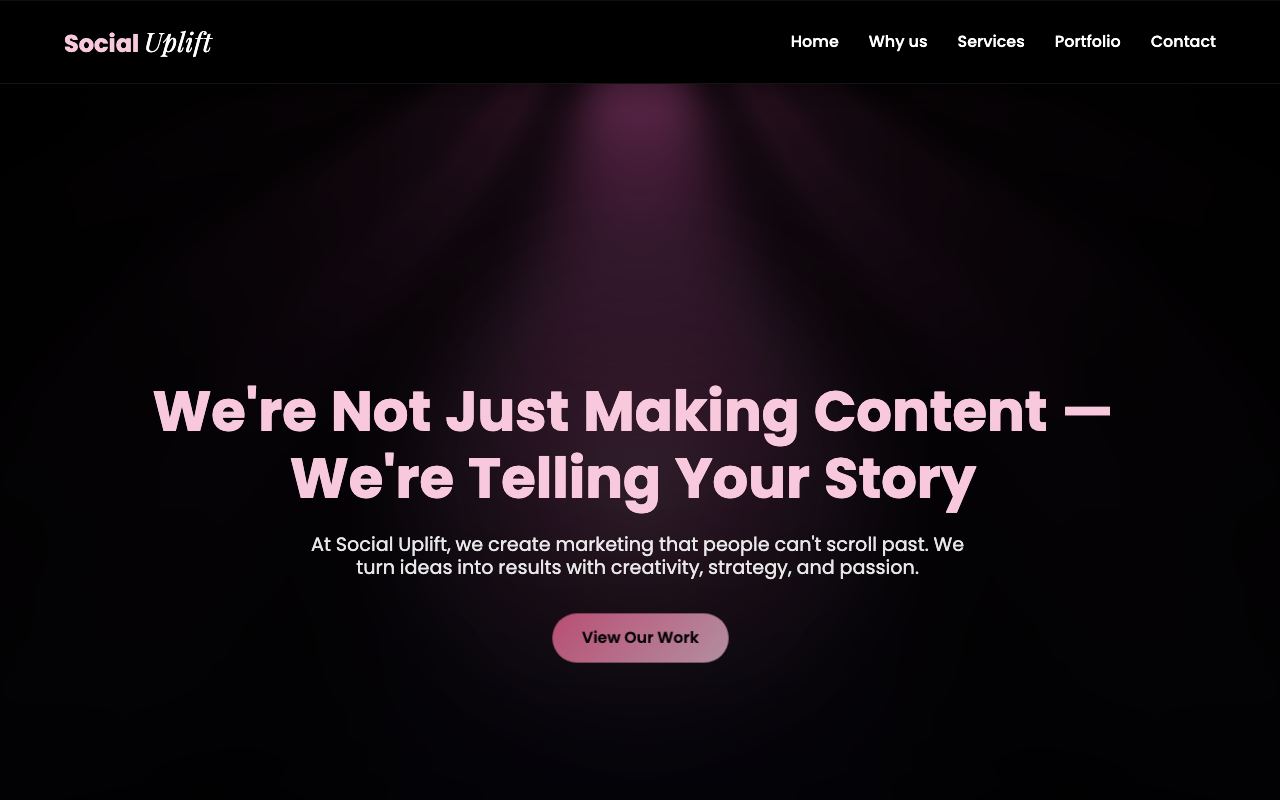 Social Uplift
Home
Why us
Services
Portfolio
Contact
We're Not Just Making Content —
We're Telling Your Story
At Social Uplift, we create marketing that people can't scroll past. We
turn ideas into results with creativity, strategy, and passion.
View Our Work